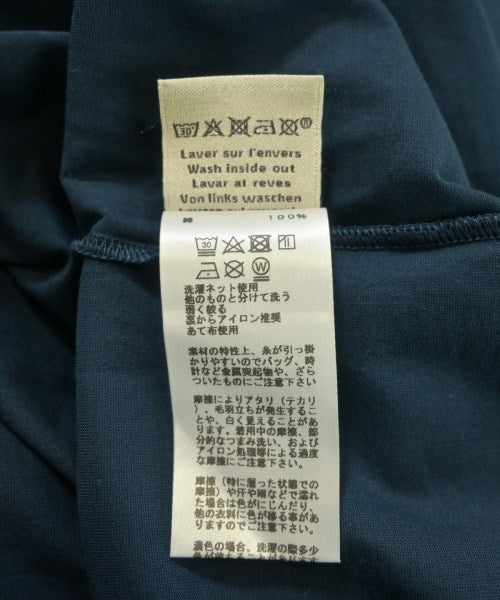 30
Laver sur l'envers
Wash inside out
Lavar al reves
Von links waschen
綿 100%
30
W
洗濯ネット使用
他のものと分けて洗う
弱く絞る
裏からアイロン推奨
あて布使用
素材の特性上、糸が引っ掛
かりやすいのでバッグ、時
計など金属突起物や、ざら
ついたものにご注意下さい
摩擦によりアタリ（テカリ
）、毛羽立ちが発生するこ
とや、白く見えることがあ
ります。着用中の摩擦、部
分的なつまみ洗い、および
アイロン処理等による過度
な摩擦にご注意下さい
摩擦（特に湿った状態での
摩擦）や汗や雨などで濡れ
た場合は色がにじんだり、
他の衣料に色が移る事があ
りますのでご注意下さい
濃色の場合、洗濯の際多少